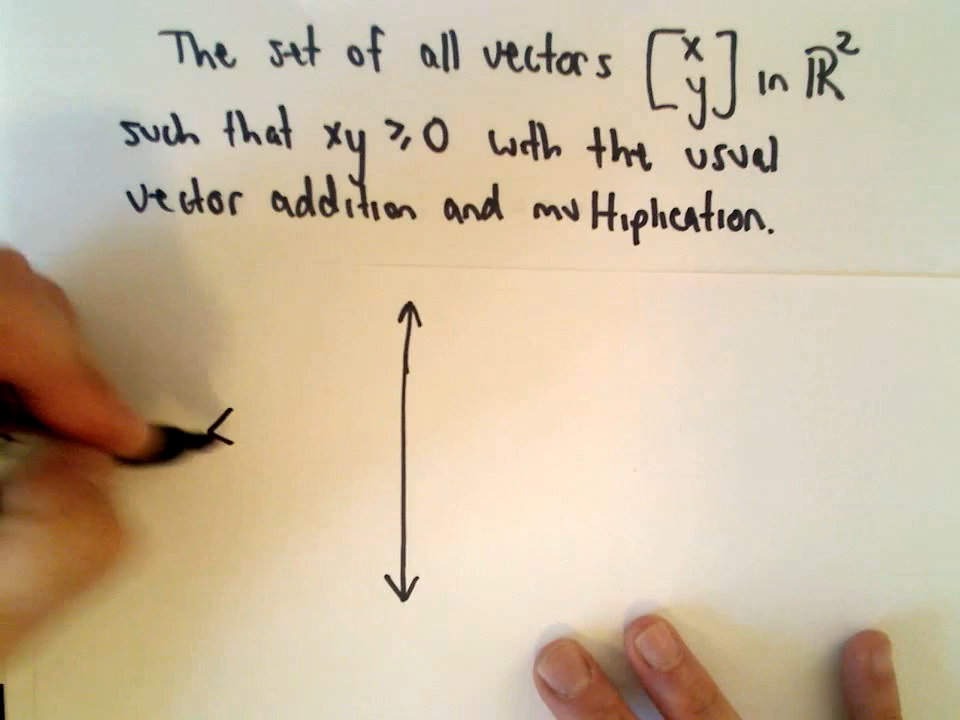 The set of all vectors [x y] in ℝ²
such that xy ≥ 0 with the usual
vector addition and multiplication.